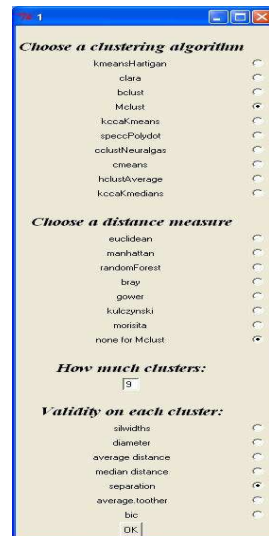 1
Choose a clustering algorithm
kmeansHartigan
clara
bclust
Mclust
kccaKmeans
speccPolydot
cclustNeuralgas
cmeans
hclustAverage
kccaKmedians
Choose a distance measure
euclidean
manhattan
randomForest
bray
gower
kulczynski
morisita
none for Mclust
How much clusters:
9
Validity on each cluster:
silwidths
diameter
average distance
median distance
separation
average.toother
bic
OK